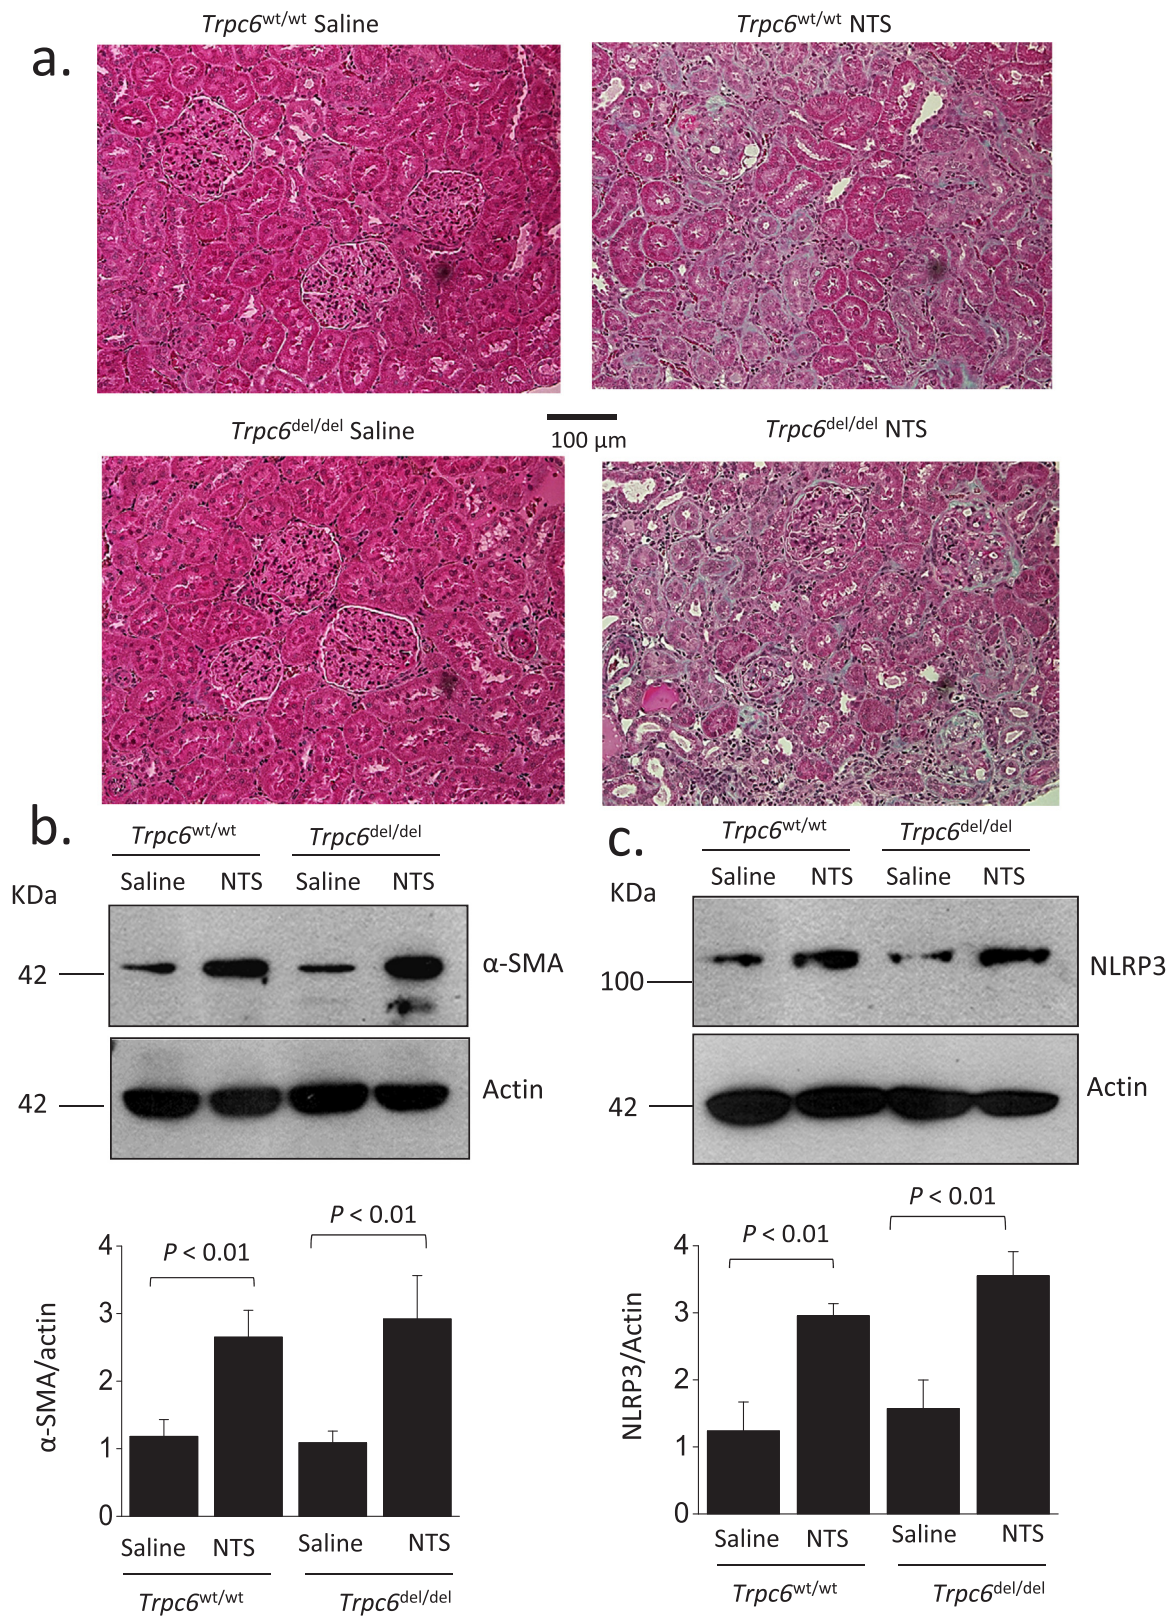 a.
Trpc6wt/wt Saline
Trpc6wt/wt NTS
Trpc6del/del Saline
100 µm
Trpc6del/del NTS
b.
Trpc6wt/wt
Trpc6del/del
KDa
Saline
NTS
Saline
NTS
42
α-SMA
42
Actin
P < 0.01
P < 0.01
α-SMA/actin
4
3
2
1
0
Saline
NTS
Saline
NTS
Trpc6wt/wt
Trpc6del/del
c.
Trpc6wt/wt
Trpc6del/del
KDa
Saline
NTS
Saline
NTS
100
NLRP3
42
Actin
P < 0.01
P < 0.01
NLRP3/Actin
4
3
2
1
0
Saline
NTS
Saline
NTS
Trpc6wt/wt
Trpc6del/del